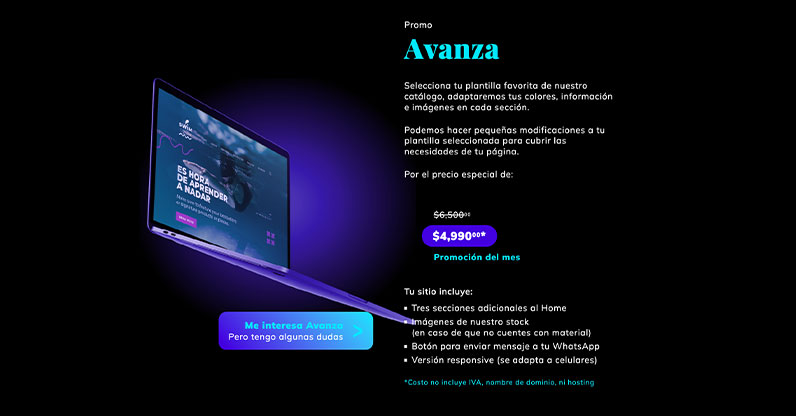 Promo
Avanza
Selecciona tu plantilla favorita de nuestro
catálogo, adaptaremos tus colores, información
e imágenes en cada sección.
Podemos hacer pequeñas modificaciones a tu
plantilla seleccionada para cubrir las
necesidades de tu página.
Por el precio especial de:
$6,500⁰⁰
$4,990⁰⁰*
Promoción del mes
Tu sitio incluye:
▪ Tres secciones adicionales al Home
▪ Imágenes de nuestro stock
(en caso de que no cuentes con material)
▪ Botón para enviar mensaje a tu WhatsApp
▪ Versión responsive (se adapta a celulares)
*Costo no incluye IVA, nombre de dominio, ni hosting
SWIM
ES HORA
DE APRENDER
A NADAR
Me interesa Avanza
Pero tengo algunas dudas >